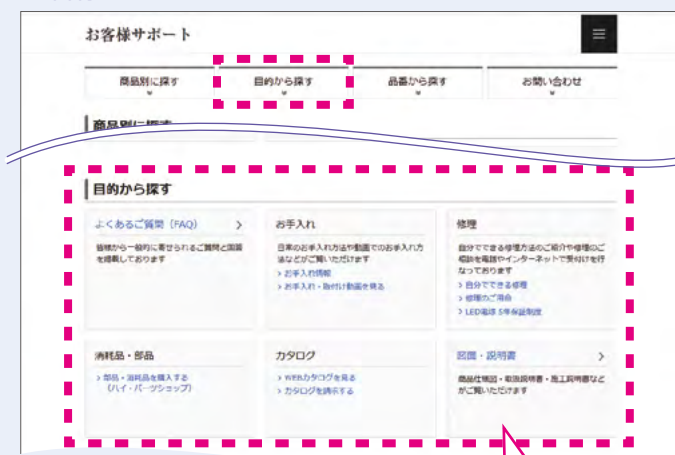 お客様サポート
商品別に探す
目的から探す
品番から探す
お問い合わせ
商品別に探す
目的から探す
よくあるご質問（FAQ）
皆様から一般的に寄せられるご質問と回答
を掲載しております
お手入れ
日常のお手入れ方法や動画でのお手入れ方
法などがご覧いただけます
> お手入れ情報
> お手入れ・取付け動画を見る
修理
自分でできる修理方法のご紹介や修理のご
相談を電話やインターネットで受付けを行
なっております
> 自分でできる修理
> 修理のご用命
> LED電球 5年保証制度
消耗品・部品
> 部品・消耗品を購入する
（ハイ・パーツショップ）
カタログ
> WEBカタログを見る
> カタログを請求する
図面・説明書
商品仕様図・取扱説明書・施工説明書など
がご覧いただけます